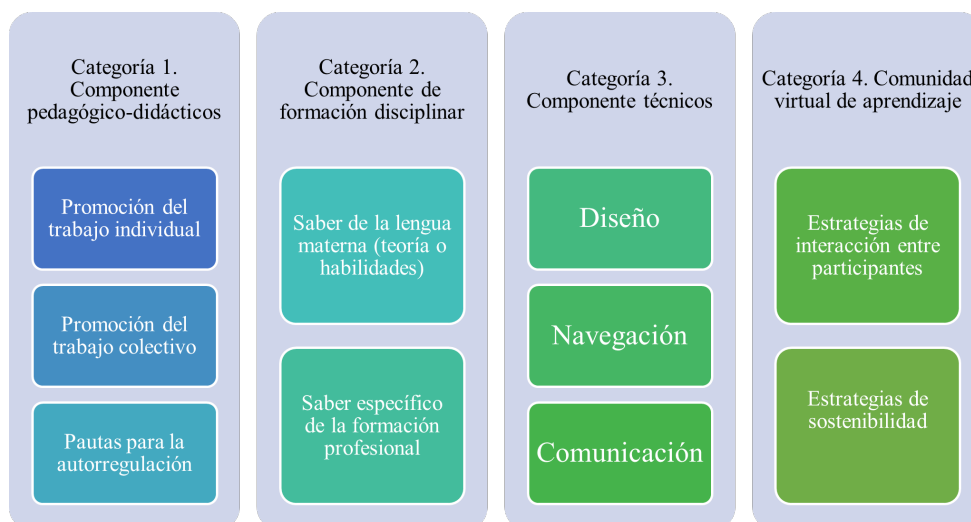 Categoría 1.
Componente
pedagógico-didácticos
Promoción del
trabajo individual
Promoción del
trabajo colectivo
Pautas para la
autorregulación
Categoría 2.
Componente de
formación disciplinar
Saber de la lengua
materna (teoría o
habilidades)
Saber específico
de la formación
profesional
Categoría 3.
Componente técnicos
Diseño
Navegación
Comunicación
Categoría 4. Comunidad
virtual de aprendizaje
Estrategias de
interacción entre
participantes
Estrategias de
sostenibilidad